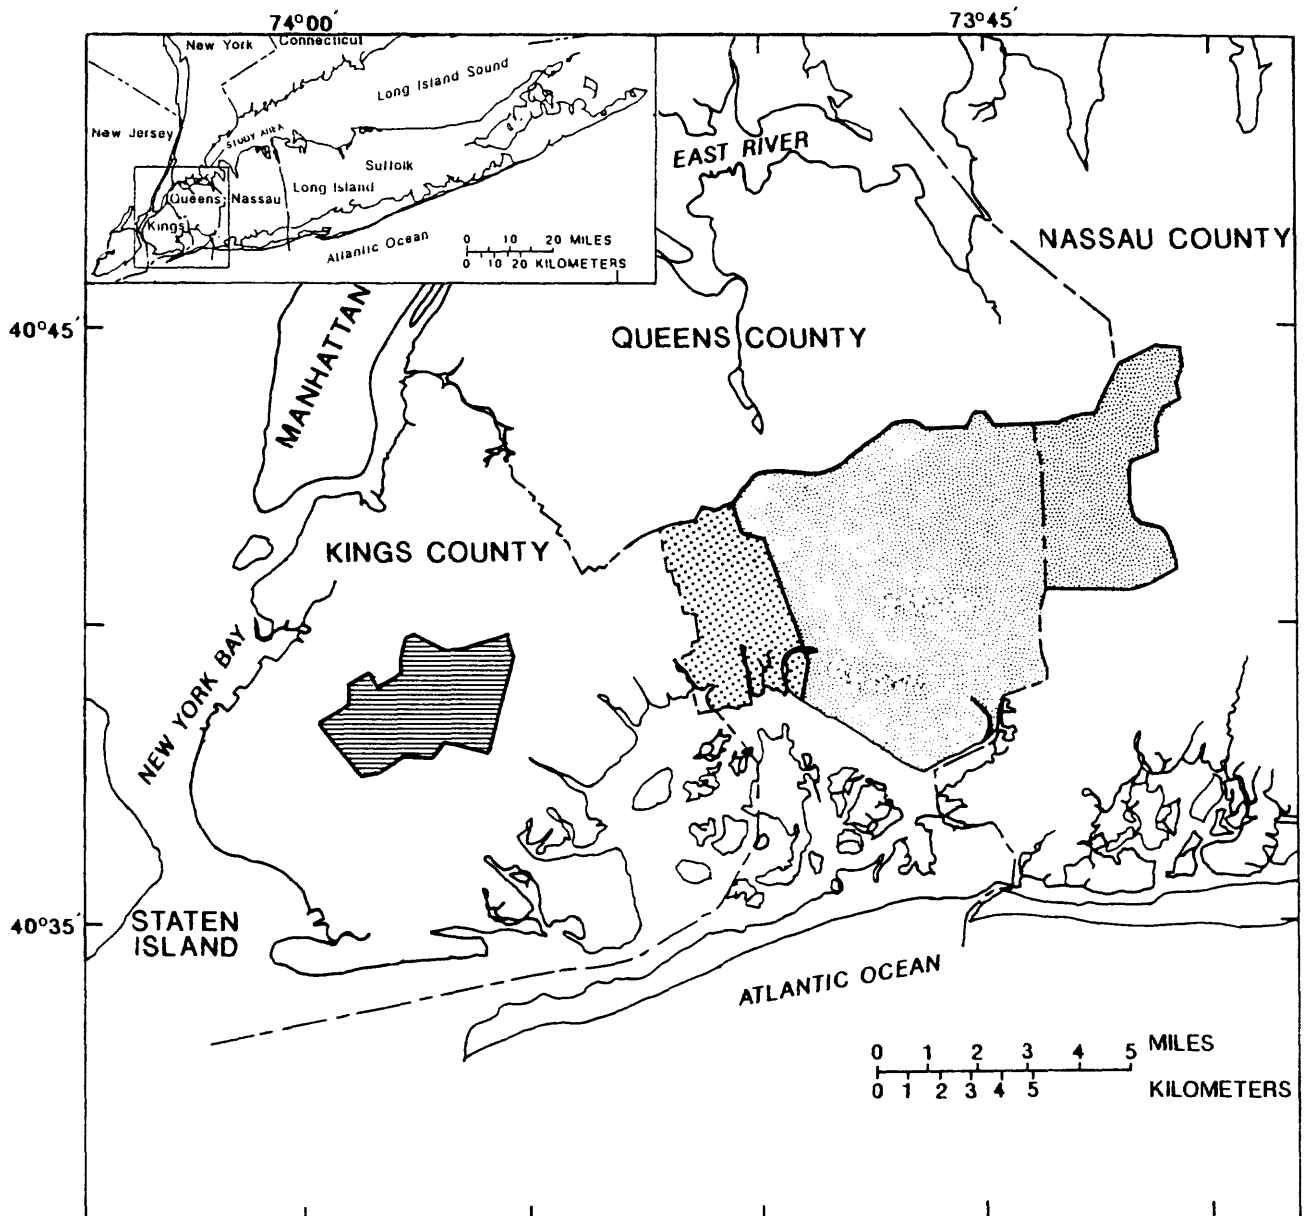 74°00′ 73°45′
New York Connecticut
Long Island Sound
New Jersey
STUDY AREA
Suffolk
Queens Nassau Long Island
Kings
Atlantic Ocean
0 10 20 MILES
0 10 20 KILOMETERS
EAST RIVER
NASSAU COUNTY
40°45′
MANHATTAN
QUEENS COUNTY
KINGS COUNTY
NEW YORK BAY
40°35′
STATEN
ISLAND
ATLANTIC OCEAN
0 1 2 3 4 5 MILES
0 1 2 3 4 5 KILOMETERS